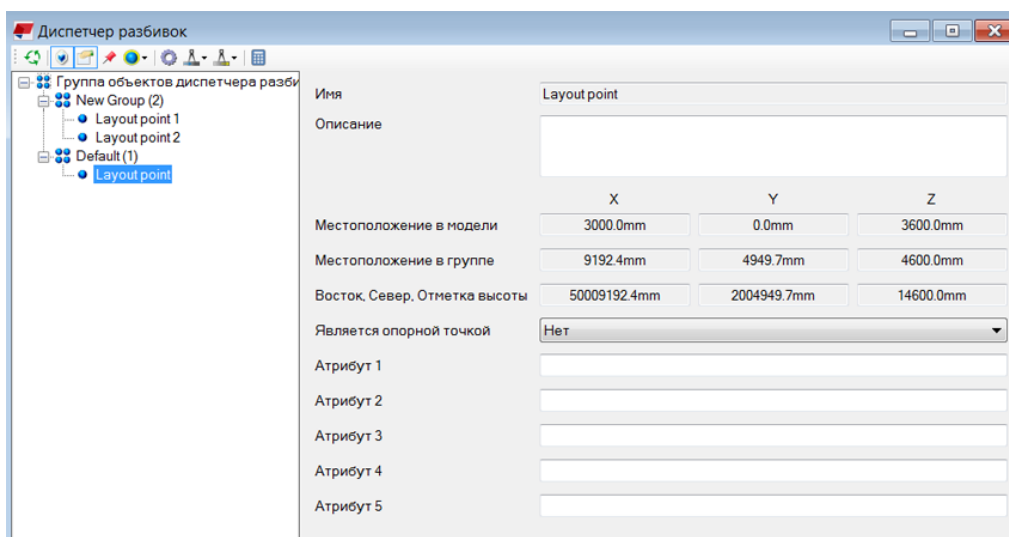 Диспетчер разбивок
Группа объектов диспетчера разби
New Group (2)
Layout point 1
Layout point 2
Default (1)
Layout point
Имя Layout point
Описание
X Y Z
Местоположение в модели 3000.0mm 0.0mm 3600.0mm
Местоположение в группе 9192.4mm 4949.7mm 4600.0mm
Восток, Север, Отметка высоты 50009192.4mm 2004949.7mm 14600.0mm
Является опорной точкой Нет
Атрибут 1
Атрибут 2
Атрибут 3
Атрибут 4
Атрибут 5